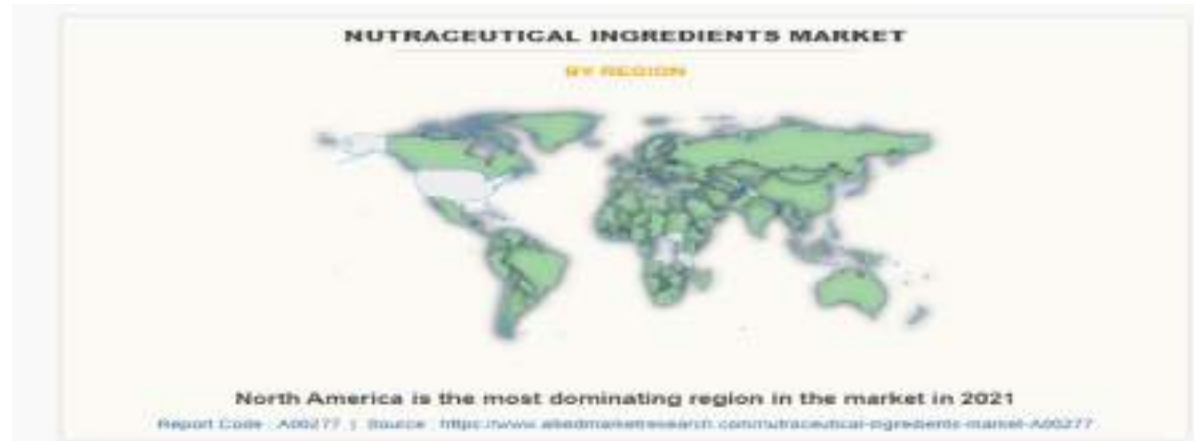 NUTRACEUTICAL INGREDIENTS MARKET
BY REGION
North America is the most dominating region in the market in 2021
Report Code : A00277 | Source : https://www.alliedmarketresearch.com/nutraceutical-ingredients-market-A00277